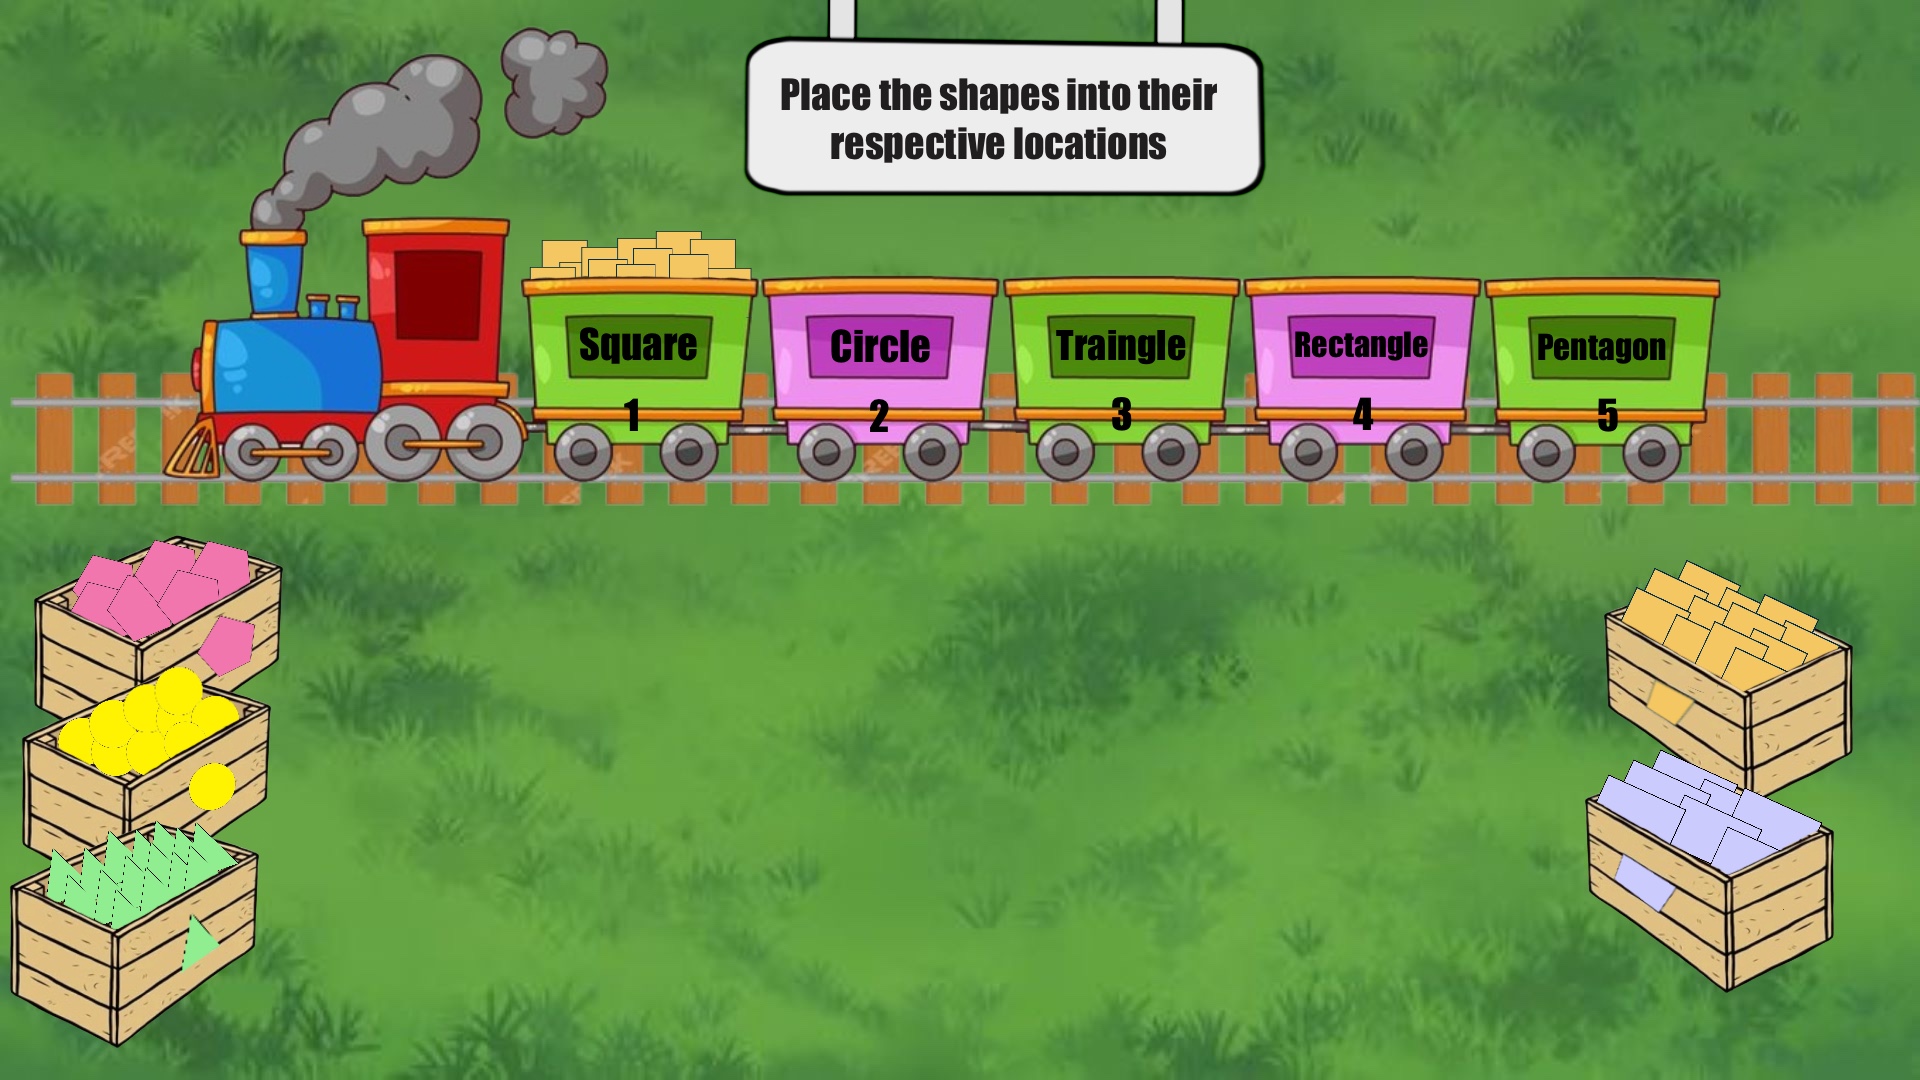 Place the shapes into their
respective locations
Square
Circle
Traingle
Rectangle
Pentagon
1
2
3
4
5